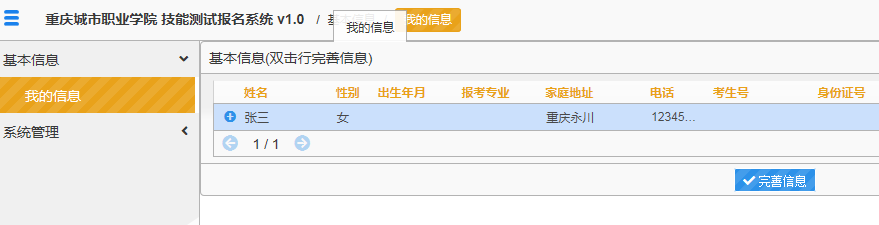 重庆城市职业学院 技能测试报名系统 v1.0 / 基本信息 我的信息
我的信息
基本信息
我的信息
系统管理
基本信息(双击行完善信息)
姓名 性别 出生年月 报考专业 家庭地址 电话 考生号 身份证号
张三 女 重庆永川 12345...
1 / 1
完善信息